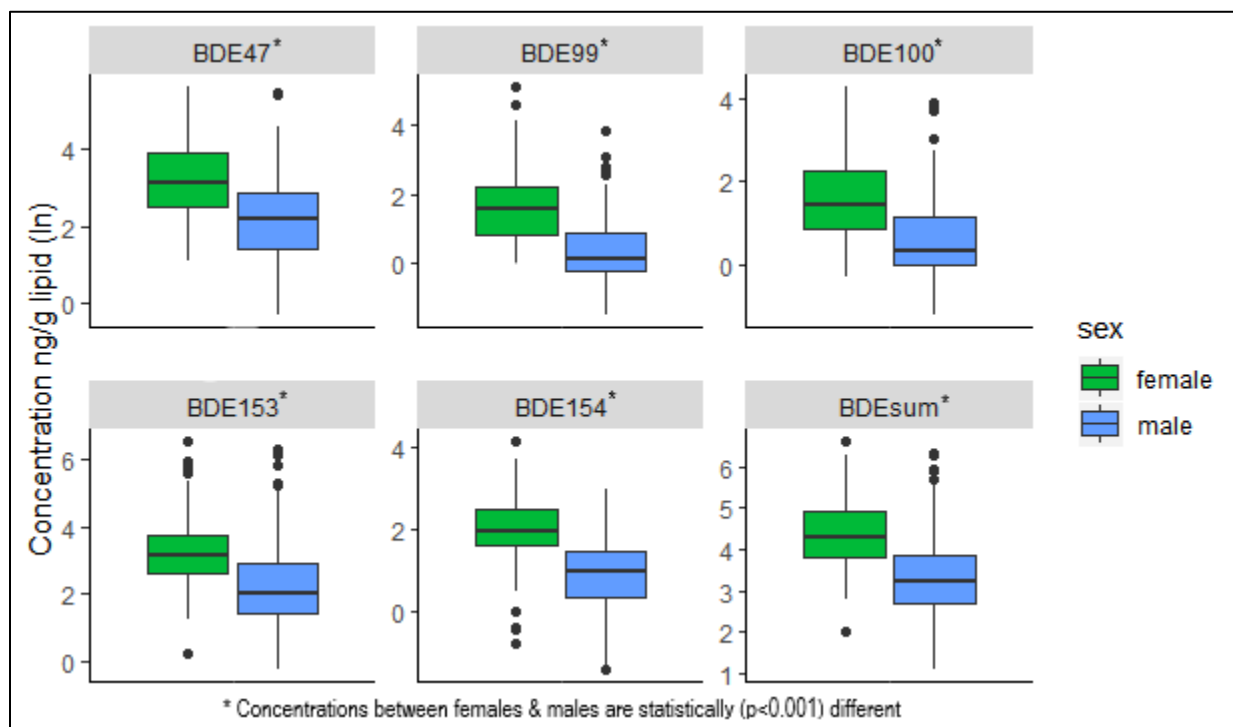 BDE47*
BDE99*
BDE100*
4
2
0
4
2
0
4
2
0
Concentration ng/g lipid (ln)
BDE153*
BDE154*
BDEsum*
6
4
2
0
4
2
0
6
5
4
3
2
1
sex
female
male
* Concentrations between females & males are statistically (p<0.001) different